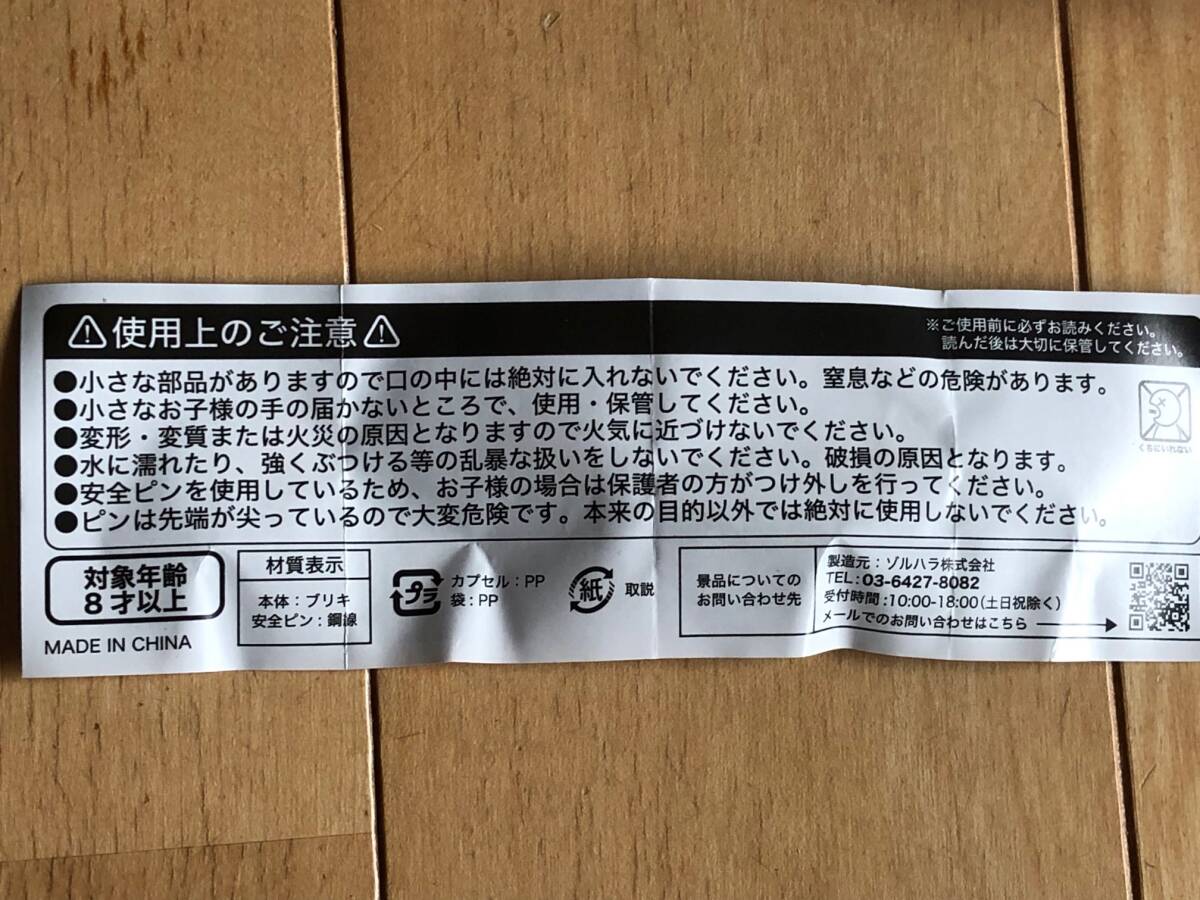 ⚠使用上のご注意⚠
※ご使用前に必ずお読みください。
読んだ後は大切に保管してください。
●小さな部品がありますので口の中には絶対に入れないでください。窒息などの危険があります。
●小さなお子様の手の届かないところで、使用・保管してください。
●変形・変質または火災の原因となりますので火気に近づけないでください。
●水に濡れたり、強くぶつける等の乱暴な扱いをしないでください。破損の原因となります。
●安全ピンを使用しているため、お子様の場合は保護者の方がつけ外しを行ってください。
●ピンは先端が尖っているので大変危険です。本来の目的以外では絶対に使用しないでください。
くちにいれない
対象年齢
8才以上
MADE IN CHINA
材質表示
本体:ブリキ
安全ピン:鋼線
プラ
カプセル:PP
袋:PP
紙
取説
景品についての
お問い合わせ先
製造元:ゾルハラ株式会社
TEL:03-6427-8082
受付時間:10:00-18:00(土日祝除く)
メールでのお問い合わせはこちら